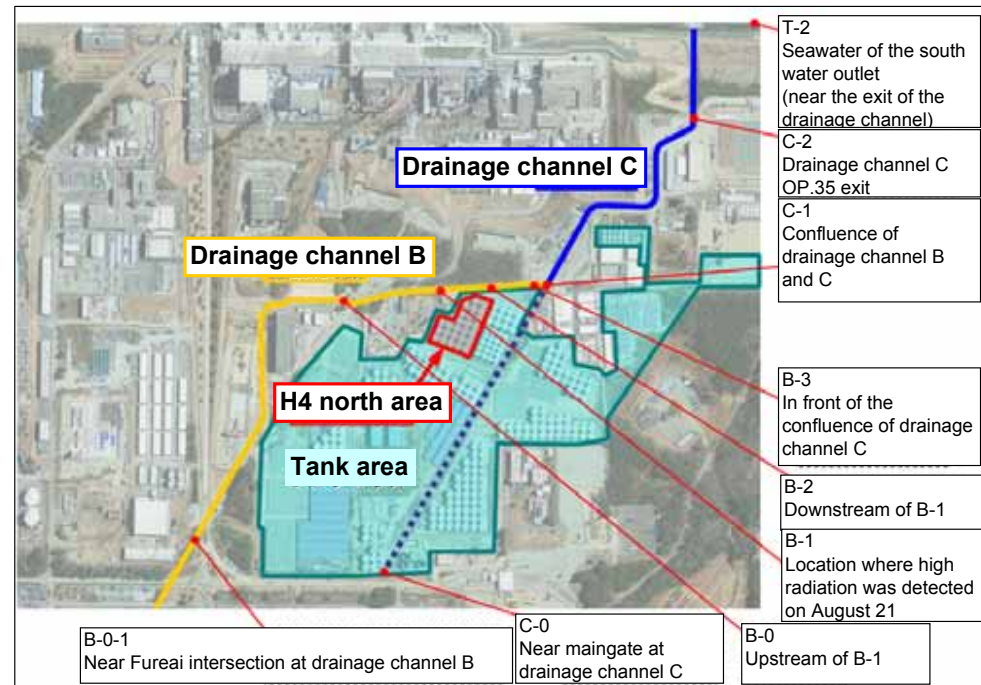 T-2
Seawater of the south
water outlet
(near the exit of the
drainage channel)
C-2
Drainage channel C
OP.35 exit
C-1
Confluence of
drainage channel B
and C
Drainage channel C
Drainage channel B
H4 north area
Tank area
B-3
In front of the
confluence of drainage
channel C
B-2
Downstream of B-1
B-1
Location where high
radiation was detected
on August 21
B-0-1
Near Fureai intersection at drainage channel B
C-0
Near maingate at
drainage channel C
B-0
Upstream of B-1